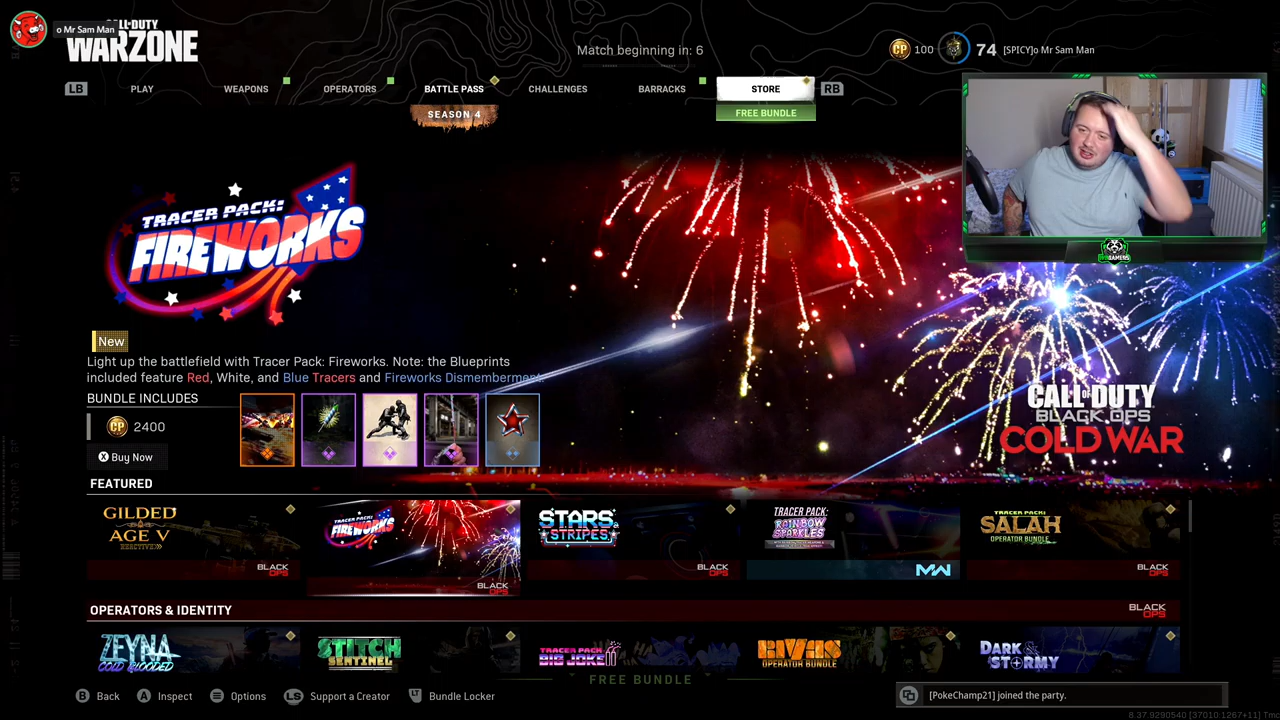 o Mr Sam Man
CALL OF DUTY
WARZONE
Match beginning in: 6
CP 100
74
[SPICY]o Mr Sam Man
LB
PLAY
WEAPONS
OPERATORS
BATTLE PASS
CHALLENGES
BARRACKS
STORE
RB
SEASON 4
FREE BUNDLE
TRACER PACK:
FIREWORKS
New
Light up the battlefield with Tracer Pack: Fireworks. Note: the Blueprints
included feature Red, White, and Blue Tracers and Fireworks Dismemberment.
BUNDLE INCLUDES
CP 2400
X Buy Now
CALL OF DUTY
BLACK OPS
COLD WAR
FEATURED
GILDED
AGE V
REACTIVE
BLACK
OPS
TRACER PACK:
FIREWORKS
BLACK
OPS
STARS
& STRIPES
BLACK
OPS
TRACER PACK:
RAINBOW
SPARKLES
MW
TRACER PACK:
SALAH
OPERATOR BUNDLE
BLACK
OPS
OPERATORS & IDENTITY
BLACK
OPS
ZEYNA
COLD BLOODED
STITCH
SENTINEL
TRACER PACK:
BIG JOKE
RIVAS
OPERATOR BUNDLE
DARK &
STORMY
FREE BUNDLE
B Back
A Inspect
Options
LS Support a Creator
LT Bundle Locker
[PokeChamp21] joined the party.